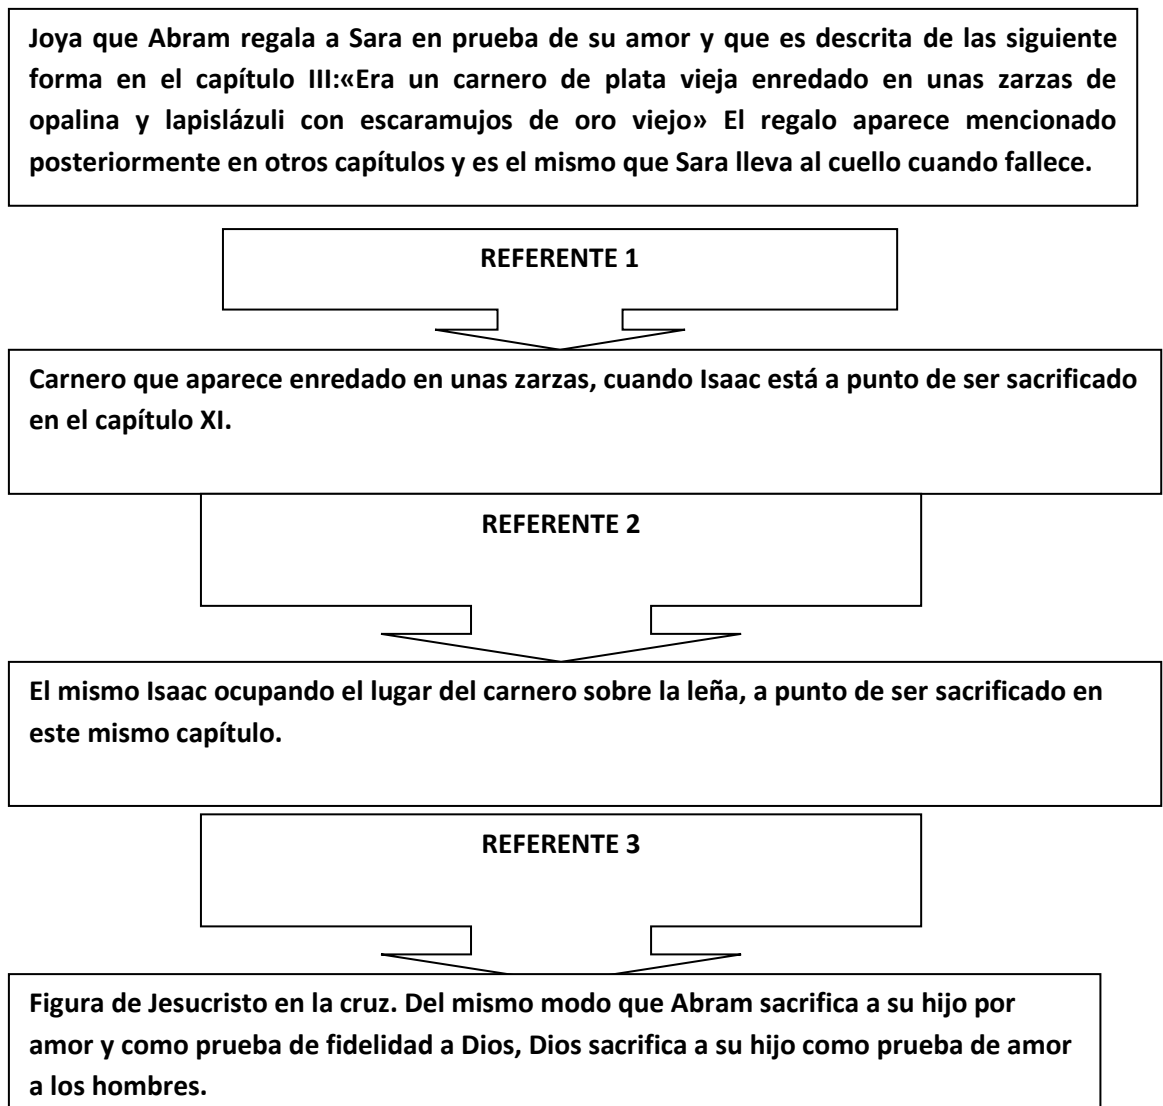 Joya que Abram regala a Sara en prueba de su amor y que es descrita de las siguiente
forma en el capítulo III:«Era un carnero de plata vieja enredado en unas zarzas de
opalina y lapislázuli con escaramujos de oro viejo» El regalo aparece mencionado
posteriormente en otros capítulos y es el mismo que Sara lleva al cuello cuando fallece.
REFERENTE 1
Carnero que aparece enredado en unas zarzas, cuando Isaac está a punto de ser sacrificado
en el capítulo XI.
REFERENTE 2
El mismo Isaac ocupando el lugar del carnero sobre la leña, a punto de ser sacrificado en
este mismo capítulo.
REFERENTE 3
Figura de Jesucristo en la cruz. Del mismo modo que Abram sacrifica a su hijo por
amor y como prueba de fidelidad a Dios, Dios sacrifica a su hijo como prueba de amor
a los hombres.